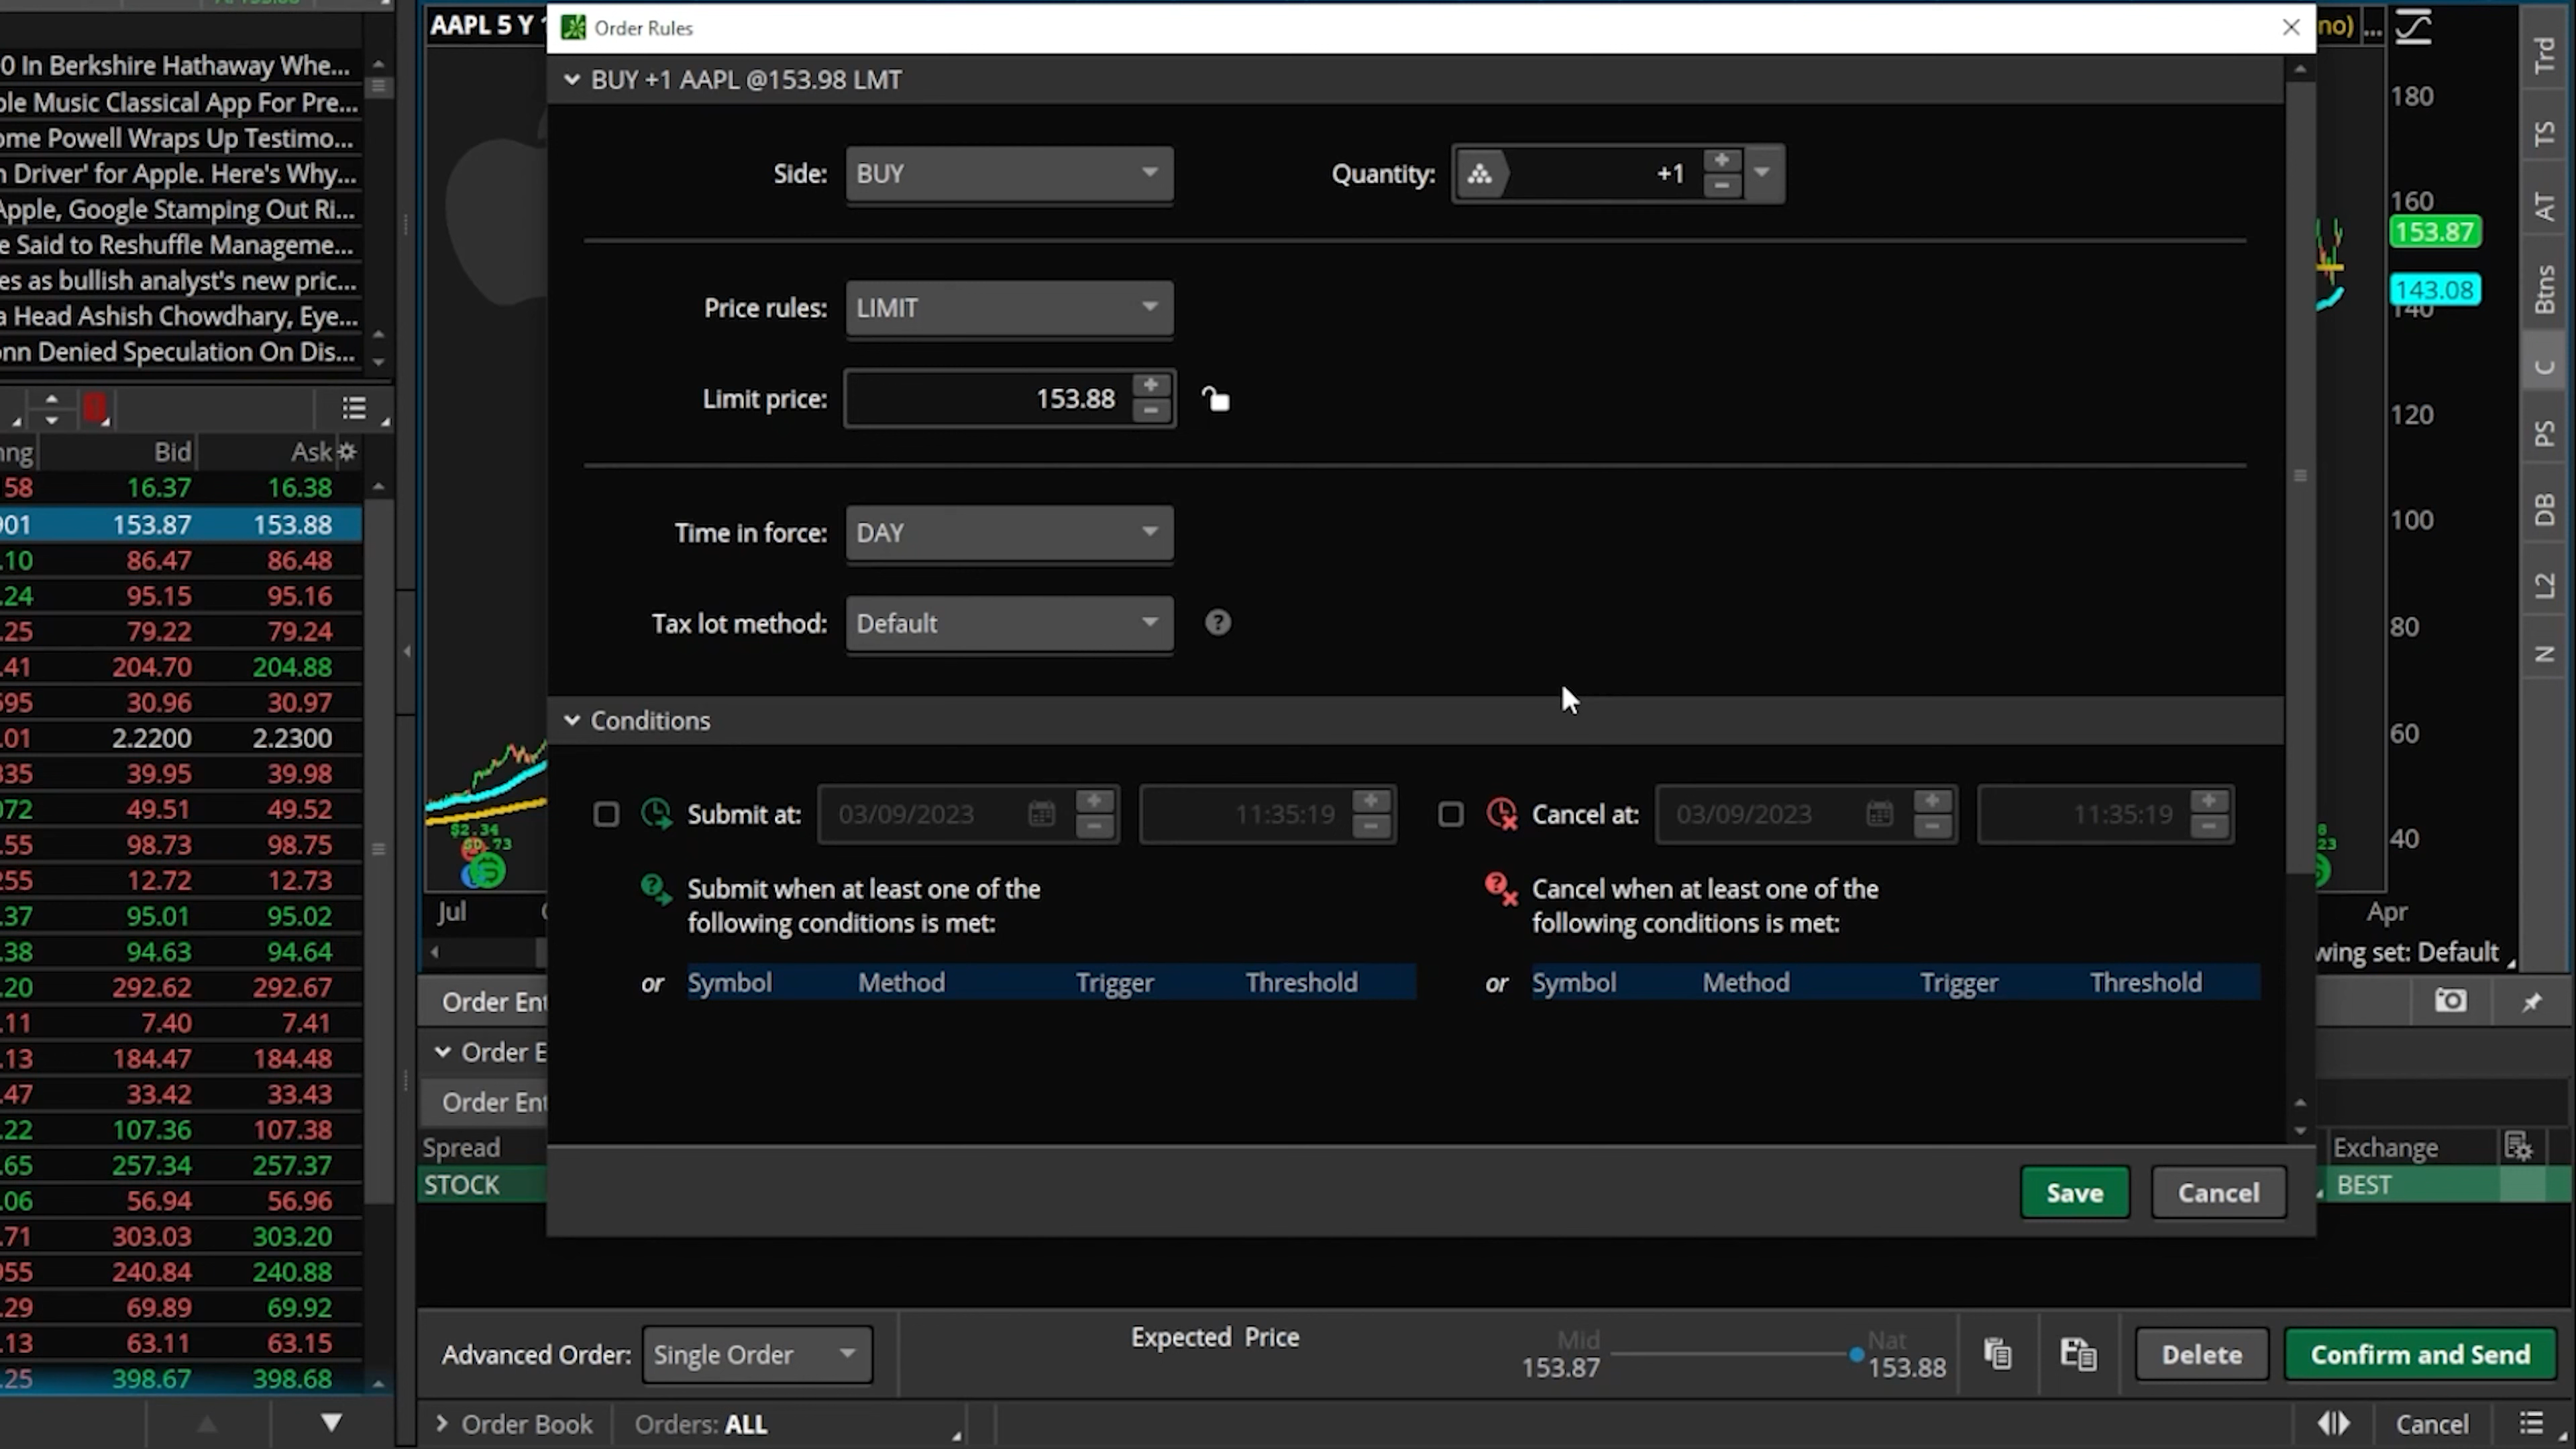 AAPL 5 Y 1
Order Rules
no)
...
0 In Berkshire Hathaway Whe...
ple Music Classical App For Pre...
ome Powell Wraps Up Testimo...
n Driver' for Apple. Here's Why...
Apple, Google Stamping Out Ri...
e Said to Reshuffle Manageme...
es as bullish analyst's new pric...
a Head Ashish Chowdhary, Eye...
onn Denied Speculation On Dis...
ng Bid Ask
58 16.37 16.38
901 153.87 153.88
.10 86.47 86.48
.24 95.15 95.16
.25 79.22 79.24
.41 204.70 204.88
595 30.96 30.97
.01 2.2200 2.2300
335 39.95 39.98
072 49.51 49.52
.55 98.73 98.75
255 12.72 12.73
.37 95.01 95.02
.38 94.63 94.64
.20 292.62 292.67
.11 7.40 7.41
.13 184.47 184.48
.47 33.42 33.43
.22 107.36 107.38
.65 257.34 257.37
.06 56.94 56.96
.71 303.03 303.20
955 240.84 240.88
.29 69.89 69.92
.13 63.11 63.15
.25 398.67 398.68
BUY +1 AAPL @153.98 LMT
Side: BUY Quantity: +1
Price rules: LIMIT
Limit price: 153.88
Time in force: DAY
Tax lot method: Default ?
Conditions
Submit at: 03/09/2023 11:35:19 Cancel at: 03/09/2023 11:35:19
Submit when at least one of the
following conditions is met:
Cancel when at least one of the
following conditions is met:
or Symbol Method Trigger Threshold
or Symbol Method Trigger Threshold
Save Cancel
180
160
153.87
143.08
140
120
100
80
60
40
Trd
TS
AT
Btns
C
PS
DB
L2
N
$2.34
$0.73
23
Jul
Apr
wing set: Default
Order Ent
Order E
Order Ent
Spread Exchange
STOCK BEST
Advanced Order: Single Order
Expected Price
Mid Nat
153.87 153.88
Delete Confirm and Send
Order Book Orders: ALL Cancel